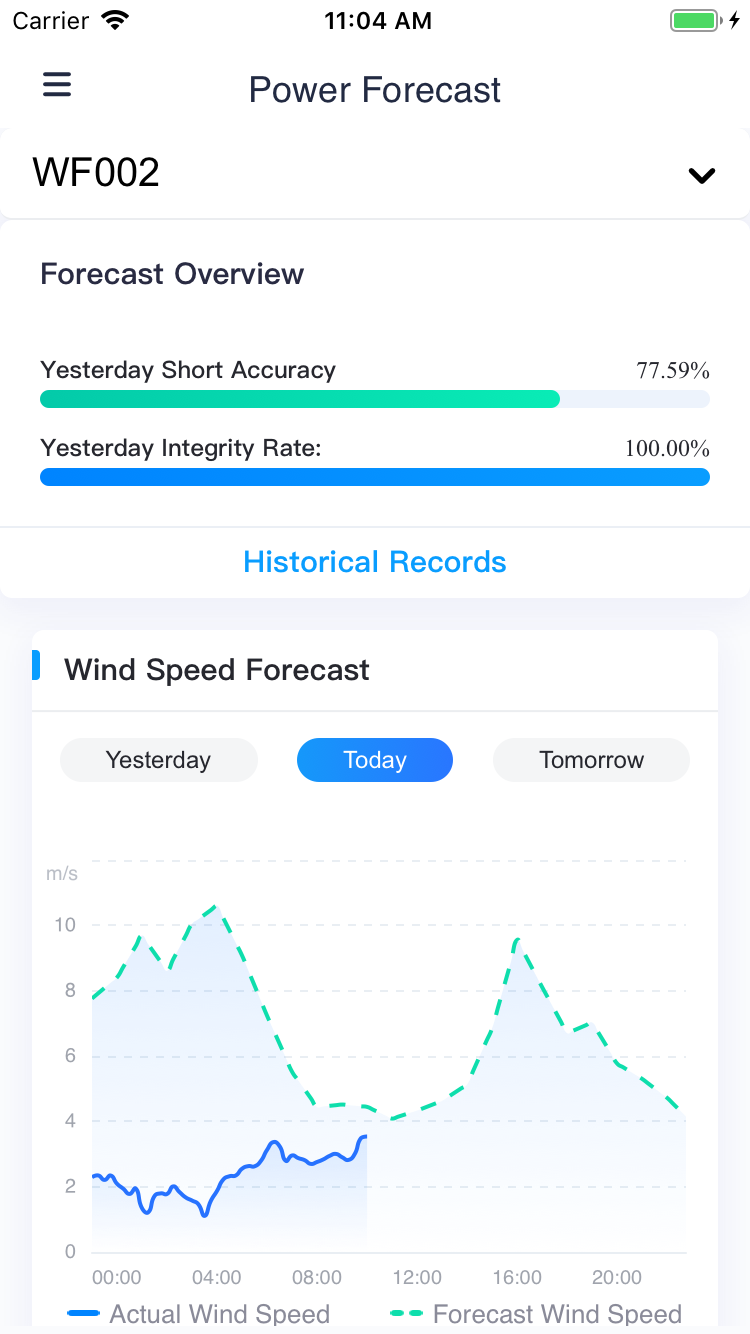 Carrier 11:04 AM
Power Forecast
WF002
Forecast Overview
Yesterday Short Accuracy 77.59%
Yesterday Integrity Rate: 100.00%
Historical Records
Wind Speed Forecast
Yesterday Today Tomorrow
m/s
10
8
6
4
2
0
00:00 04:00 08:00 12:00 16:00 20:00
Actual Wind Speed Forecast Wind Speed